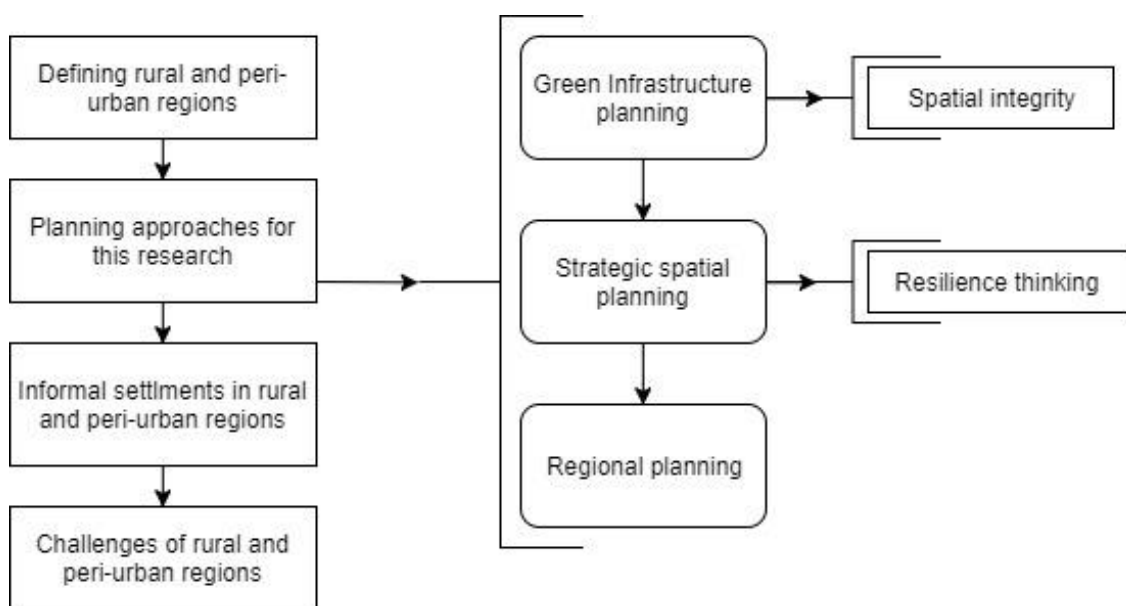 Defining rural and peri-
urban regions
Planning approaches for
this research
Informal settlments in rural
and peri-urban regions
Challenges of rural and
peri-urban regions
Green Infrastructure
planning
Strategic spatial
planning
Regional planning
Spatial integrity
Resilience thinking